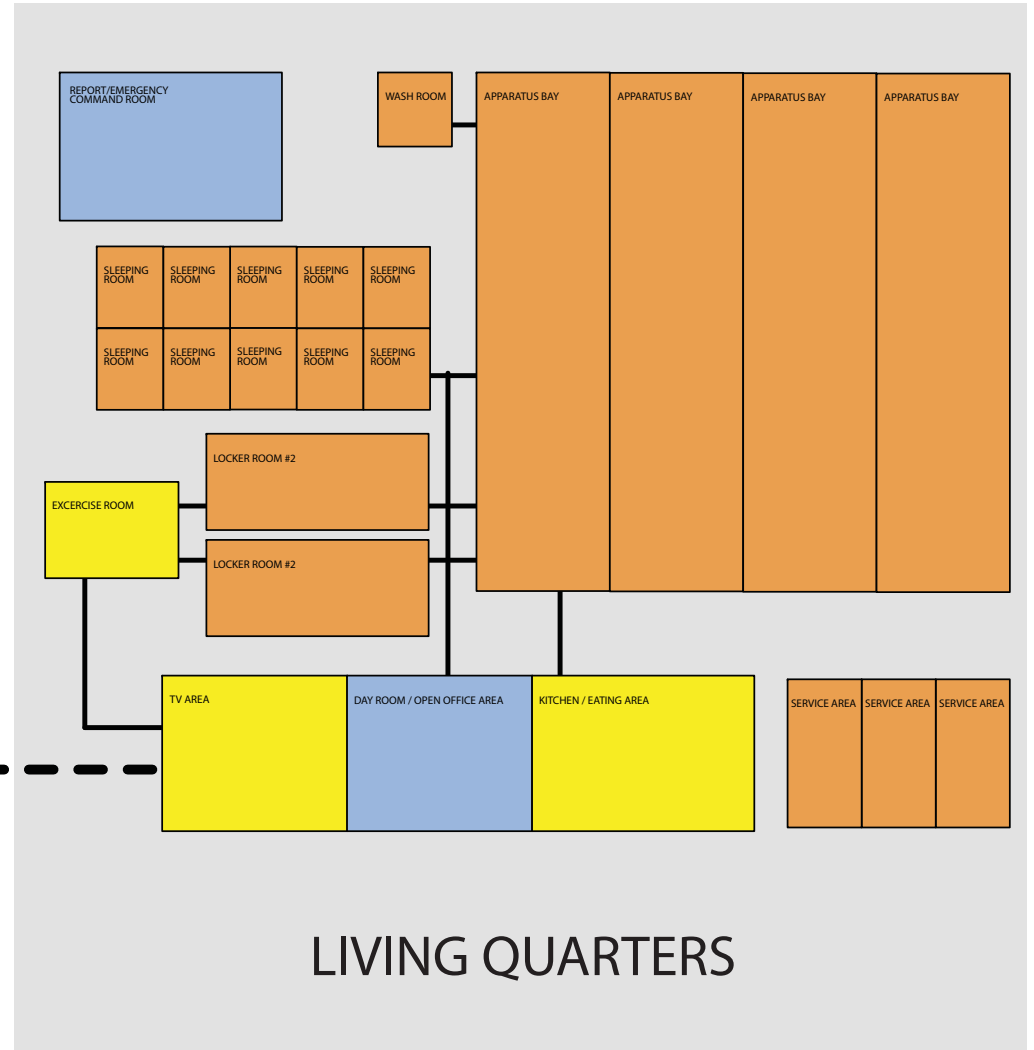 REPORT/EMERGENCY
COMMAND ROOM
WASH ROOM
APPARATUS BAY
APPARATUS BAY
APPARATUS BAY
APPARATUS BAY
SLEEPING
ROOM
SLEEPING
ROOM
SLEEPING
ROOM
SLEEPING
ROOM
SLEEPING
ROOM
SLEEPING
ROOM
SLEEPING
ROOM
SLEEPING
ROOM
SLEEPING
ROOM
SLEEPING
ROOM
LOCKER ROOM #2
EXCERCISE ROOM
LOCKER ROOM #2
TV AREA
DAY ROOM / OPEN OFFICE AREA
KITCHEN / EATING AREA
SERVICE AREA
SERVICE AREA
SERVICE AREA
LIVING QUARTERS